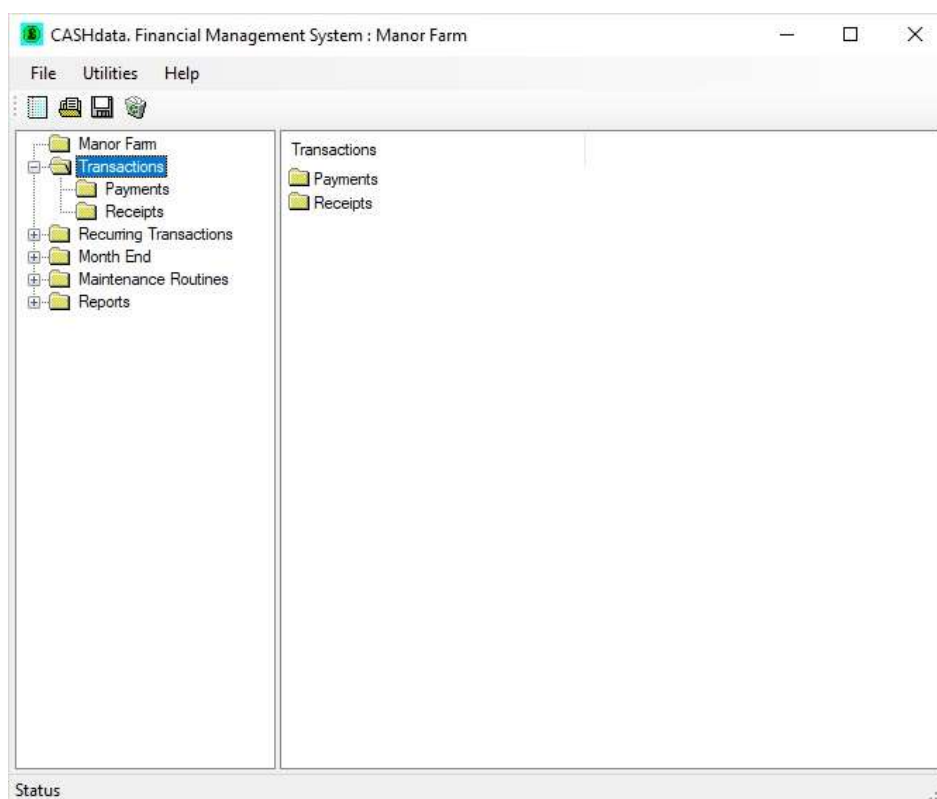 CASHdata. Financial Management System : Manor Farm
File Utilities Help
Manor Farm
Transactions
Payments
Receipts
Recurring Transactions
Month End
Maintenance Routines
Reports
Transactions
Payments
Receipts
Status